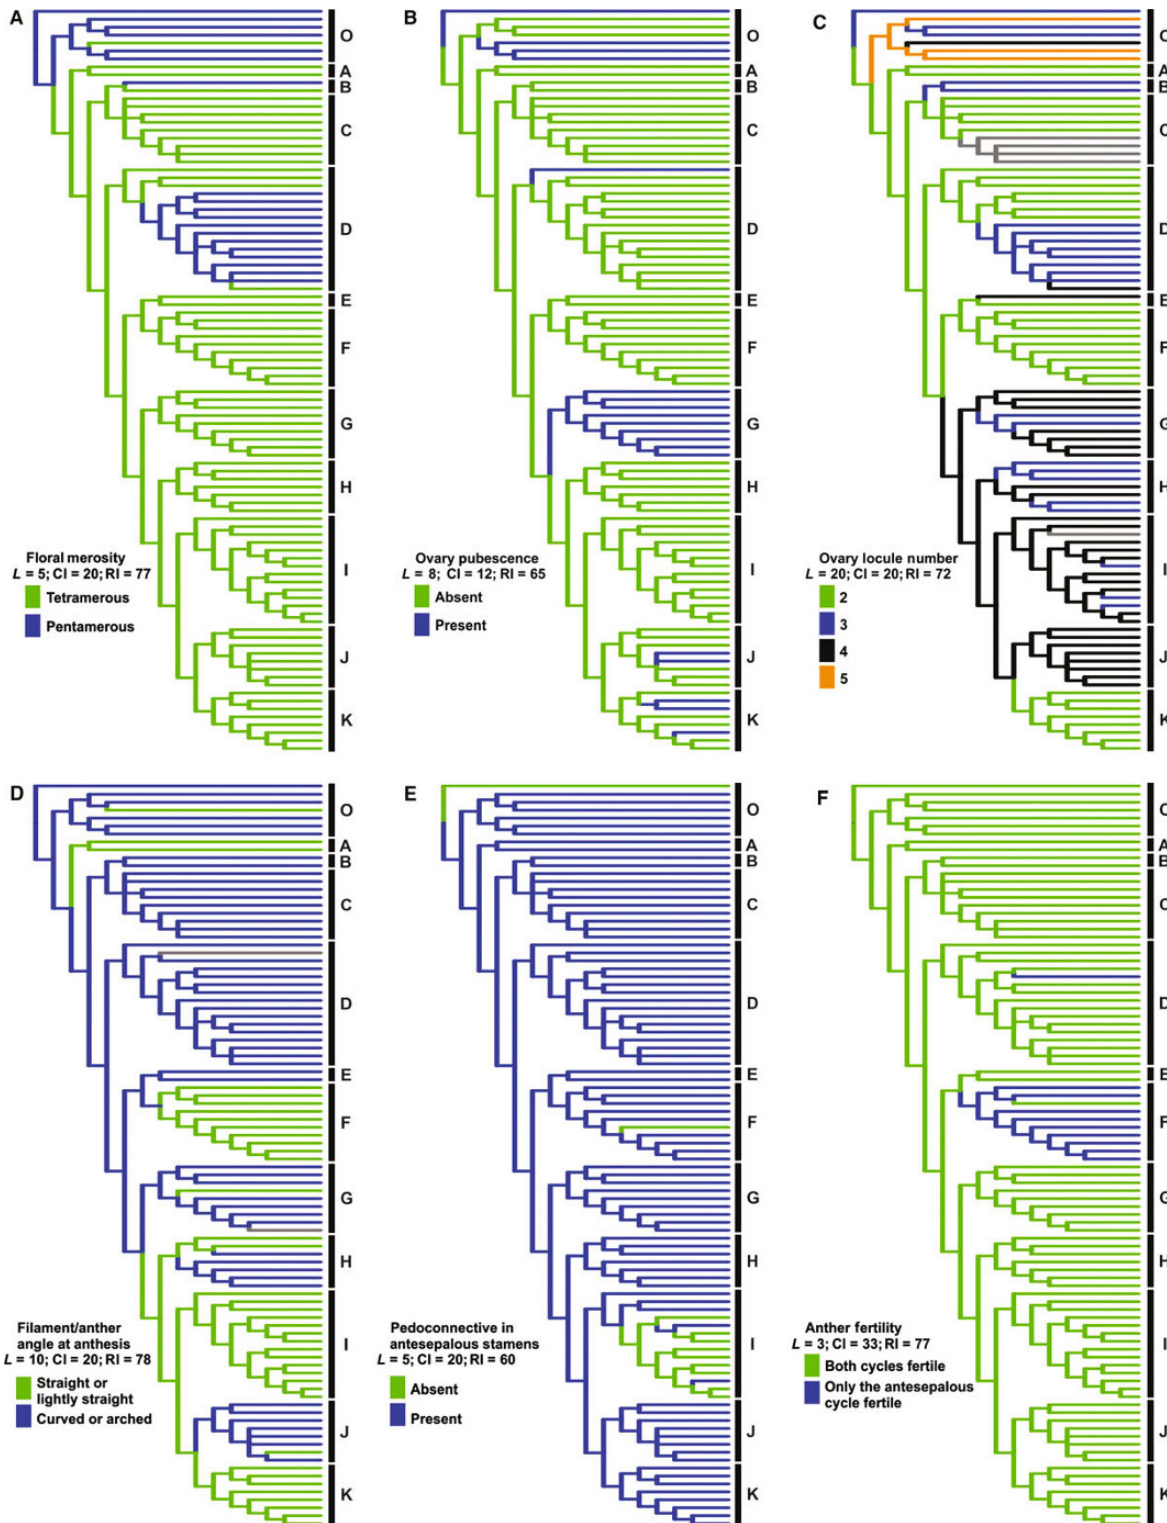 A
O
A
B
C
D
E
F
G
H
I
J
K
Floral merosity
L = 5; CI = 20; RI = 77
Tetramerous
Pentamerous
B
O
A
B
C
D
E
F
G
H
I
J
K
Ovary pubescence
L = 8; CI = 12; RI = 65
Absent
Present
C
O
A
B
C
D
E
F
G
H
I
J
K
Ovary locule number
L = 20; CI = 20; RI = 72
2
3
4
5
D
O
A
B
C
D
E
F
G
H
I
J
K
Filament/anther
angle at anthesis
L = 10; CI = 20; RI = 78
Straight or
lightly straight
Curved or arched
E
O
A
B
C
D
E
F
G
H
I
J
K
Pedoconnective in
antesepalous stamens
L = 5; CI = 20; RI = 60
Absent
Present
F
O
A
B
C
D
E
F
G
H
I
J
K
Anther fertility
L = 3; CI = 33; RI = 77
Both cycles fertile
Only the antesepalous
cycle fertile